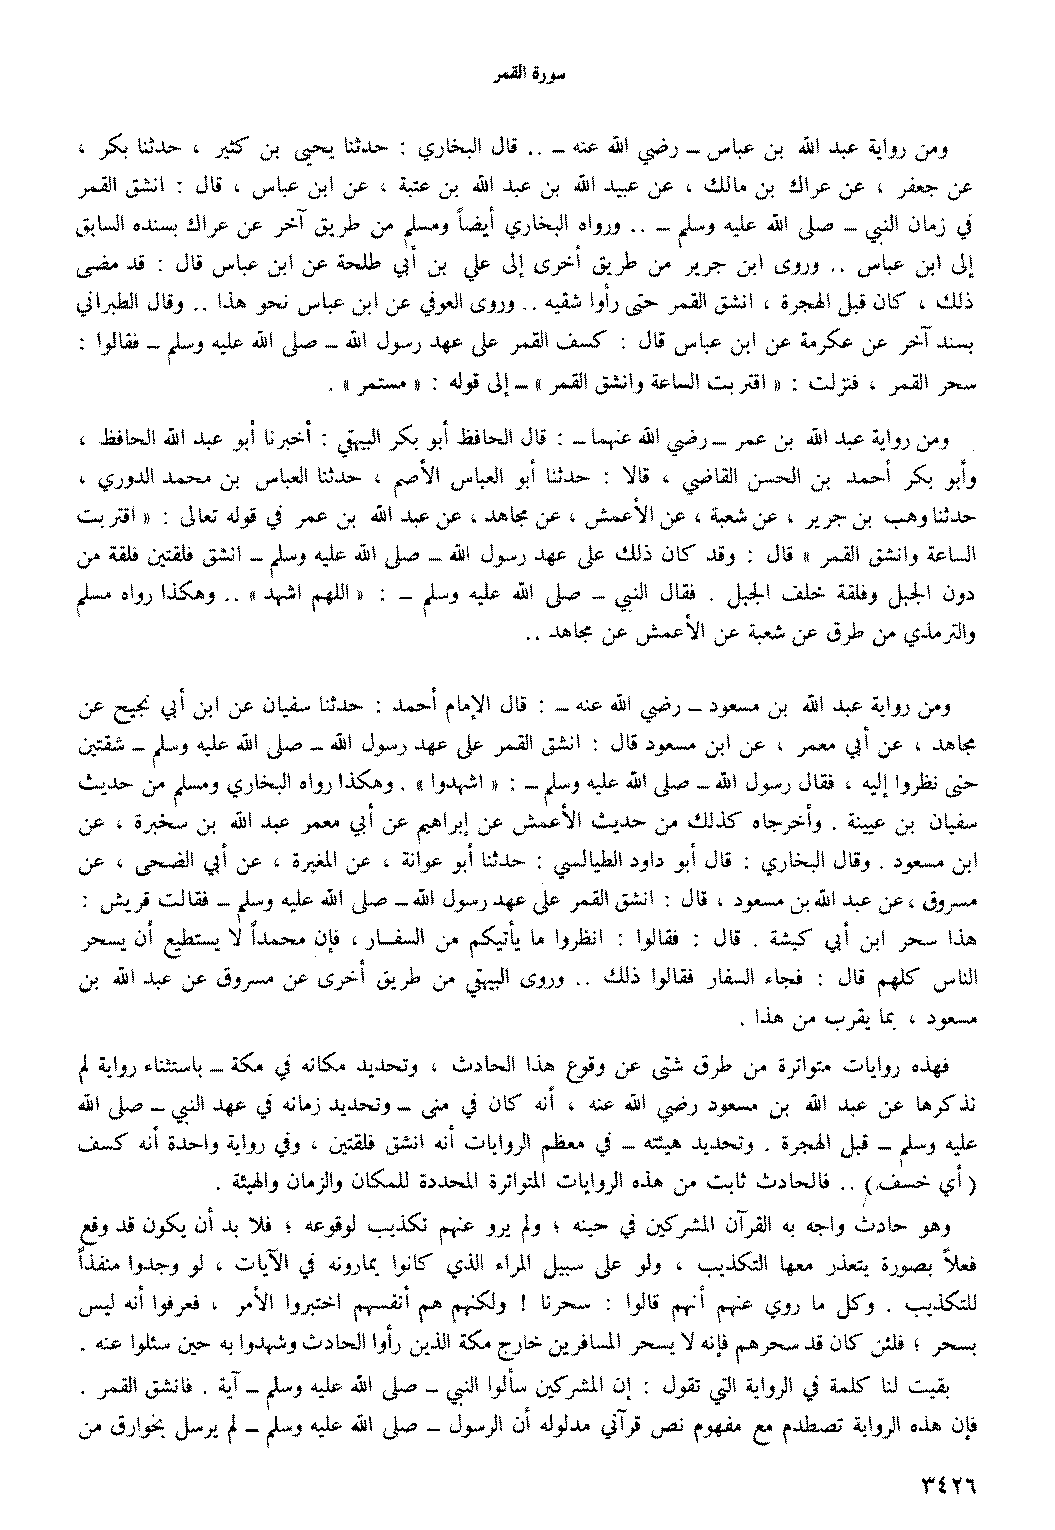 سورة القمر
ومن رواية عبد الله بن عباس – رضي الله عنه – .. قال البخاري : حدثنا يحيى بن كثير ، حدثنا بكر ،
عن جعفر ، عن عراك بن مالك ، عن عبيد الله بن عبد الله بن عتبة ، عن ابن عباس ، قال : انشق القمر
في زمان النبي – صلى الله عليه وسلم – .. ورواه البخاري أيضاً ومسلم من طريق آخر عن عراك بسنده السابق
إلى ابن عباس .. وروى ابن جرير من طريق أخرى إلى علي بن أبي طلحة عن ابن عباس قال : قد مضى
ذلك ، كان قبل الهجرة ، انشق القمر حتى رأوا شقيه .. وروى العوفي عن ابن عباس نحو هذا .. وقال الطبراني
بسند آخر عن عكرمة عن ابن عباس قال : كسف القمر على عهد رسول الله – صلى الله عليه وسلم – فقالوا :
سحر القمر ، فنزلت : « اقتربت الساعة وانشق القمر » – إلى قوله : « مستمر » .
ومن رواية عبد الله بن عمر – رضي الله عنهما – : قال الحافظ أبو بكر البيهقي : أخبرنا أبو عبد الله الحافظ ،
وأبو بكر أحمد بن الحسن القاضي ، قالا : حدثنا أبو العباس الأصم ، حدثنا العباس بن محمد الدوري ،
حدثنا وهب بن جرير ، عن شعبة ، عن الأعمش ، عن مجاهد ، عن عبد الله بن عمر في قوله تعالى : « اقتربت
الساعة وانشق القمر » قال : وقد كان ذلك على عهد رسول الله – صلى الله عليه وسلم – انشق فلقتين فلقة من
دون الجبل وفلقة خلف الجبل . فقال النبي – صلى الله عليه وسلم – : « اللهم اشهد » .. وهكذا رواه مسلم
والترمذي من طرق عن شعبة عن الأعمش عن مجاهد ..
ومن رواية عبد الله بن مسعود – رضي الله عنه – : قال الإمام أحمد : حدثنا سفيان عن ابن أبي نجيح عن
مجاهد ، عن أبي معمر ، عن ابن مسعود قال : انشق القمر على عهد رسول الله – صلى الله عليه وسلم – شقتين
حتى نظروا إليه ، فقال رسول الله – صلى الله عليه وسلم – : « اشهدوا » . وهكذا رواه البخاري ومسلم من حديث
سفيان بن عيينة . وأخرجاه كذلك من حديث الأعمش عن إبراهيم عن أبي معمر عبد الله بن سخبرة ، عن
ابن مسعود . وقال البخاري : قال أبو داود الطيالسي : حدثنا أبو عوانة ، عن المغيرة ، عن أبي الضحى ، عن
مسروق ، عن عبد الله بن مسعود ، قال : انشق القمر على عهد رسول الله – صلى الله عليه وسلم – فقالت قريش :
هذا سحر ابن أبي كبشة . قال : فقالوا : انظروا ما يأتيكم من السفار ، فإن محمداً لا يستطيع أن يسحر
الناس كلهم قال : فجاء السفار فقالوا ذلك .. وروى البيهقي من طريق أخرى عن مسروق عن عبد الله بن
مسعود ، بما يقرب من هذا .
فهذه روايات متواترة من طرق شتى عن وقوع هذا الحادث ، وتحديد مكانه في مكة – باستثناء رواية لم
نذكرها عن عبد الله بن مسعود رضي الله عنه ، أنه كان في منى – وتحديد زمانه في عهد النبي – صلى الله
عليه وسلم – قبل الهجرة . وتحديد هيئته – في معظم الروايات أنه انشق فلقتين ، وفي رواية واحدة أنه كسف
( أي خسف ) .. فالحادث ثابت من هذه الروايات المتواترة المحددة للمكان والزمان والهيئة .
وهو حادث واجه به القرآن المشركين في حينه ؛ ولم يرو عنهم تكذيب لوقوعه ؛ فلا بد أن يكون قد وقع
فعلاً بصورة يتعذر معها التكذيب ، ولو على سبيل المراء الذي كانوا يمارونه في الآيات ، لو وجدوا منفذاً
للتكذيب . وكل ما روي عنهم أنهم قالوا : سحرنا ! ولكنهم هم أنفسهم اختبروا الأمر ، فعرفوا أنه ليس
بسحر ؛ فلئن كان قد سحرهم فإنه لا يسحر المسافرين خارج مكة الذين رأوا الحادث وشهدوا به حين سئلوا عنه .
بقيت لنا كلمة في الرواية التي تقول : إن المشركين سألوا النبي – صلى الله عليه وسلم – آية . فانشق القمر .
فإن هذه الرواية تصطدم مع مفهوم نص قرآني مدلوله أن الرسول – صلى الله عليه وسلم – لم يرسل بخوارق من
٣٤٢٦